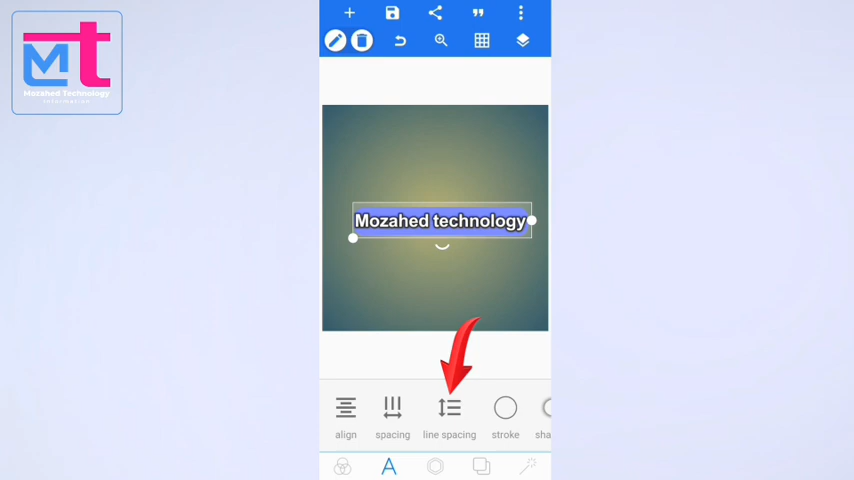 Mozahed Technology
information
Mozahed technology
align
spacing
line spacing
stroke
sha